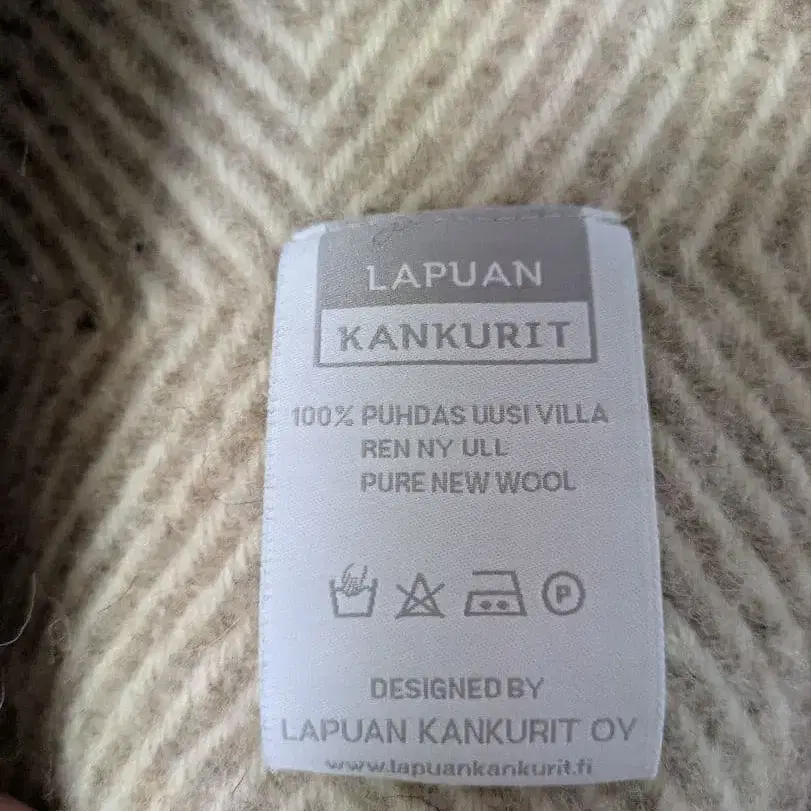 LAPUAN
KANKURIT
100% PUHDAS UUSI VILLA
REN NY ULL
PURE NEW WOOL
P
DESIGNED BY
LAPUAN KANKURIT OY
www.lapuankankurit.fi